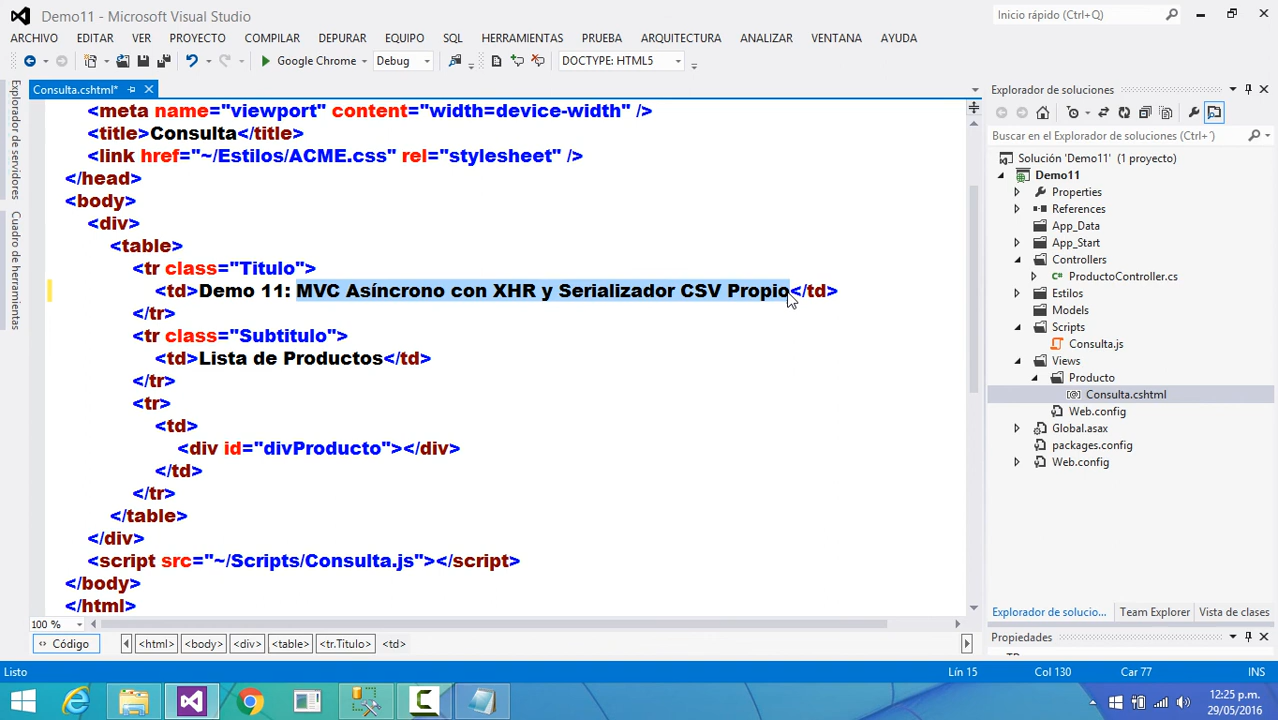 Demo11 - Microsoft Visual Studio
Inicio rápido (Ctrl+Q)
ARCHIVO EDITAR VER PROYECTO COMPILAR DEPURAR EQUIPO SQL HERRAMIENTAS PRUEBA ARQUITECTURA ANALIZAR VENTANA AYUDA
Google Chrome Debug DOCTYPE: HTML5
Explorador de servidores
Cuadro de herramientas
Consulta.cshtml*
<meta name="viewport" content="width=device-width" />
<title>Consulta</title>
<link href="~/Estilos/ACME.css" rel="stylesheet" />
</head>
<body>
<div>
<table>
<tr class="Titulo">
<td>Demo 11: MVC Asíncrono con XHR y Serializador CSV Propio</td>
</tr>
<tr class="Subtitulo">
<td>Lista de Productos</td>
</tr>
<tr>
<td>
<div id="divProducto"></div>
</td>
</tr>
</table>
</div>
<script src="~/Scripts/Consulta.js"></script>
</body>
</html>
100 %
Código <html> <body> <div> <table> <tr.Titulo> <td>
Explorador de soluciones
Buscar en el Explorador de soluciones (Ctrl+´)
Solución 'Demo11' (1 proyecto)
Demo11
Properties
References
App_Data
App_Start
Controllers
C# ProductoController.cs
Estilos
Models
Scripts
Consulta.js
Views
Producto
[@] Consulta.cshtml
Web.config
Global.asax
packages.config
Web.config
Explorador de solucio... Team Explorer Vista de clases
Propiedades
Listo Lín 15 Col 130 Car 77 INS
12:25 p.m.
29/05/2016